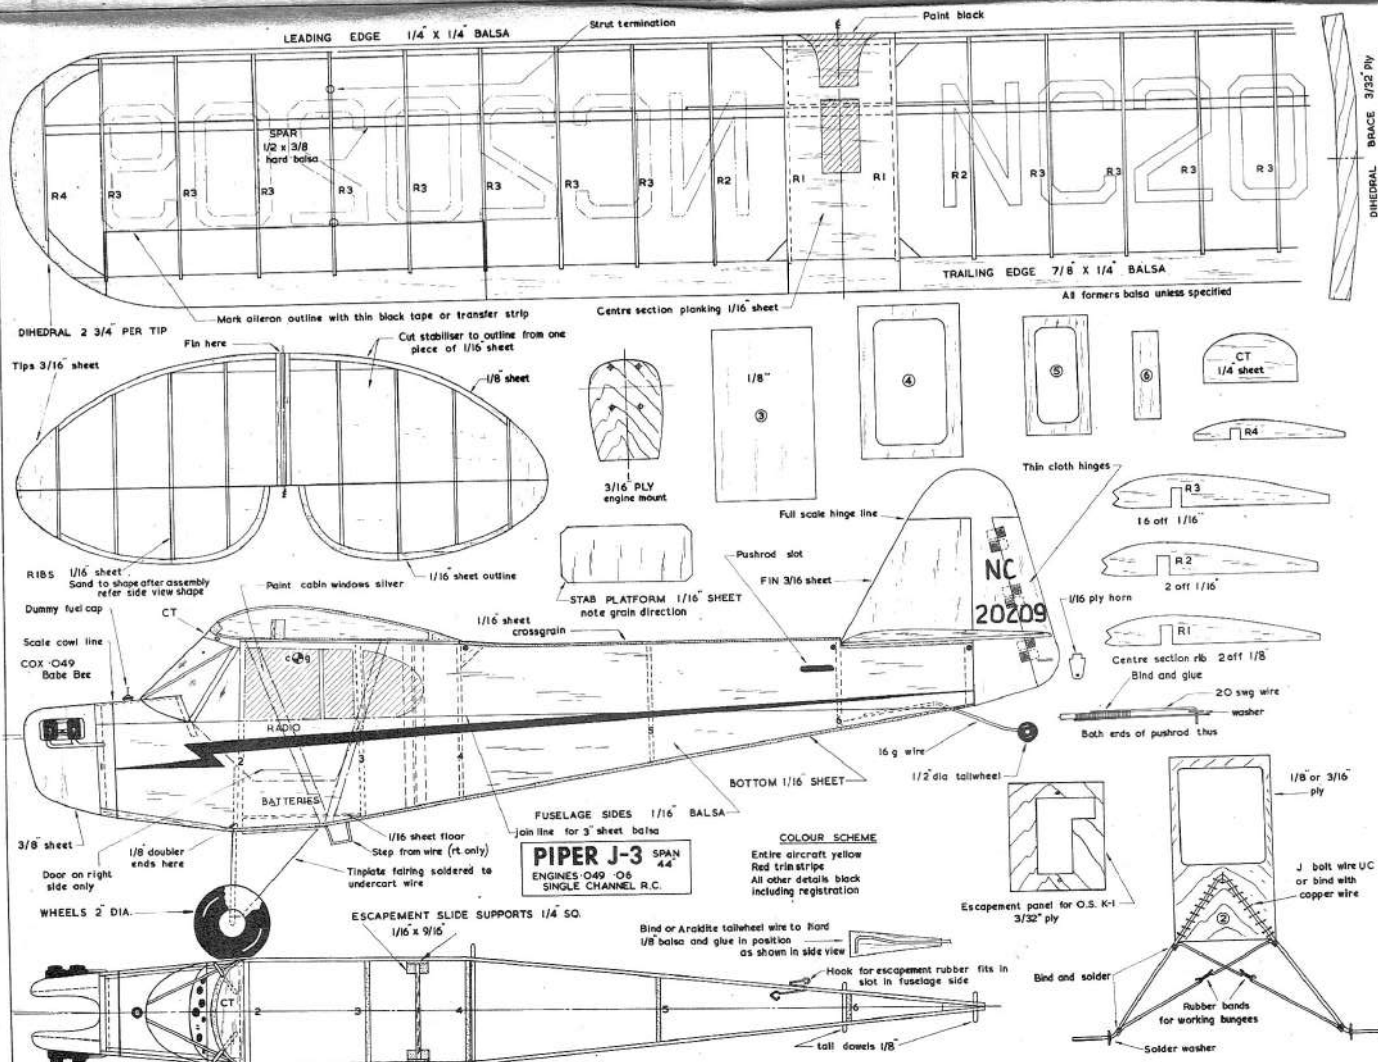 LEADING EDGE 1/4" X 1/4" BALSA
Strut termination
Paint black
DIHEDRAL BRACE 3/32" Ply
SPAR
1/2 x 3/8
hard balsa
R4
R3
R3
R3
R3
R3
R3
R3
R3
R2
R1
R1
R2
R3
R3
R3
R3
NC20209
NC20
TRAILING EDGE 7/8" X 1/4" BALSA
All formers balsa unless specified
DIHEDRAL 2 3/4" PER TIP
Mark aileron outline with thin black tape or transfer strip
Centre section planking 1/16" sheet
Fin here
Cut stabiliser to outline from one
piece of 1/16" sheet
Tips 3/16" sheet
1/8" sheet
1/8"
3
4
5
6
CT
1/4" sheet
R4
3/16" PLY
engine mount
Thin cloth hinges
R3
16 off 1/16"
Full scale hinge line
Pushrod slot
FIN 3/16" sheet
NC
20209
R2
2 off 1/16"
1/16 ply horn
R1
Centre section rib 2 off 1/8"
RIBS 1/16" sheet
Sand to shape after assembly
refer side view shape
1/16" sheet outline
STAB PLATFORM 1/16" SHEET
note grain direction
Paint cabin windows silver
Dummy fuel cap
CT
1/16" sheet
crossgrain
Scale cowl line
COX ·049
Babe Bee
c g
RADIO
2
3
4
5
6
BATTERIES
Bind and glue
20 swg wire
washer
Both ends of pushrod thus
16 g wire
1/2" dia tailwheel
BOTTOM 1/16" SHEET
1/8" or 3/16"
ply
FUSELAGE SIDES 1/16" BALSA
join line for 3" sheet balsa
3/8" sheet
1/8" doubler
ends here
1/16 sheet floor
Step from wire (rt. only)
Door on right
side only
Tinplate fairing soldered to
undercart wire
PIPER J-3 SPAN 44"
ENGINES ·049 ·06
SINGLE CHANNEL R.C.
COLOUR SCHEME
Entire aircraft yellow
Red trim stripe
All other details black
including registration
J bolt wire UC
or bind with
copper wire
2
Escapement panel for O.S. K-1
3/32" ply
WHEELS 2" DIA.
ESCAPEMENT SLIDE SUPPORTS 1/4" SQ.
1/16" x 9/16"
Bind or Araldite tailwheel wire to hard
1/8" balsa and glue in position
as shown in side view
Hook for escapement rubber fits in
slot in fuselage side
Bind and solder
Rubber bands
for working bungees
Solder washer
CT
2
3
4
5
6
tail dowels 1/8"